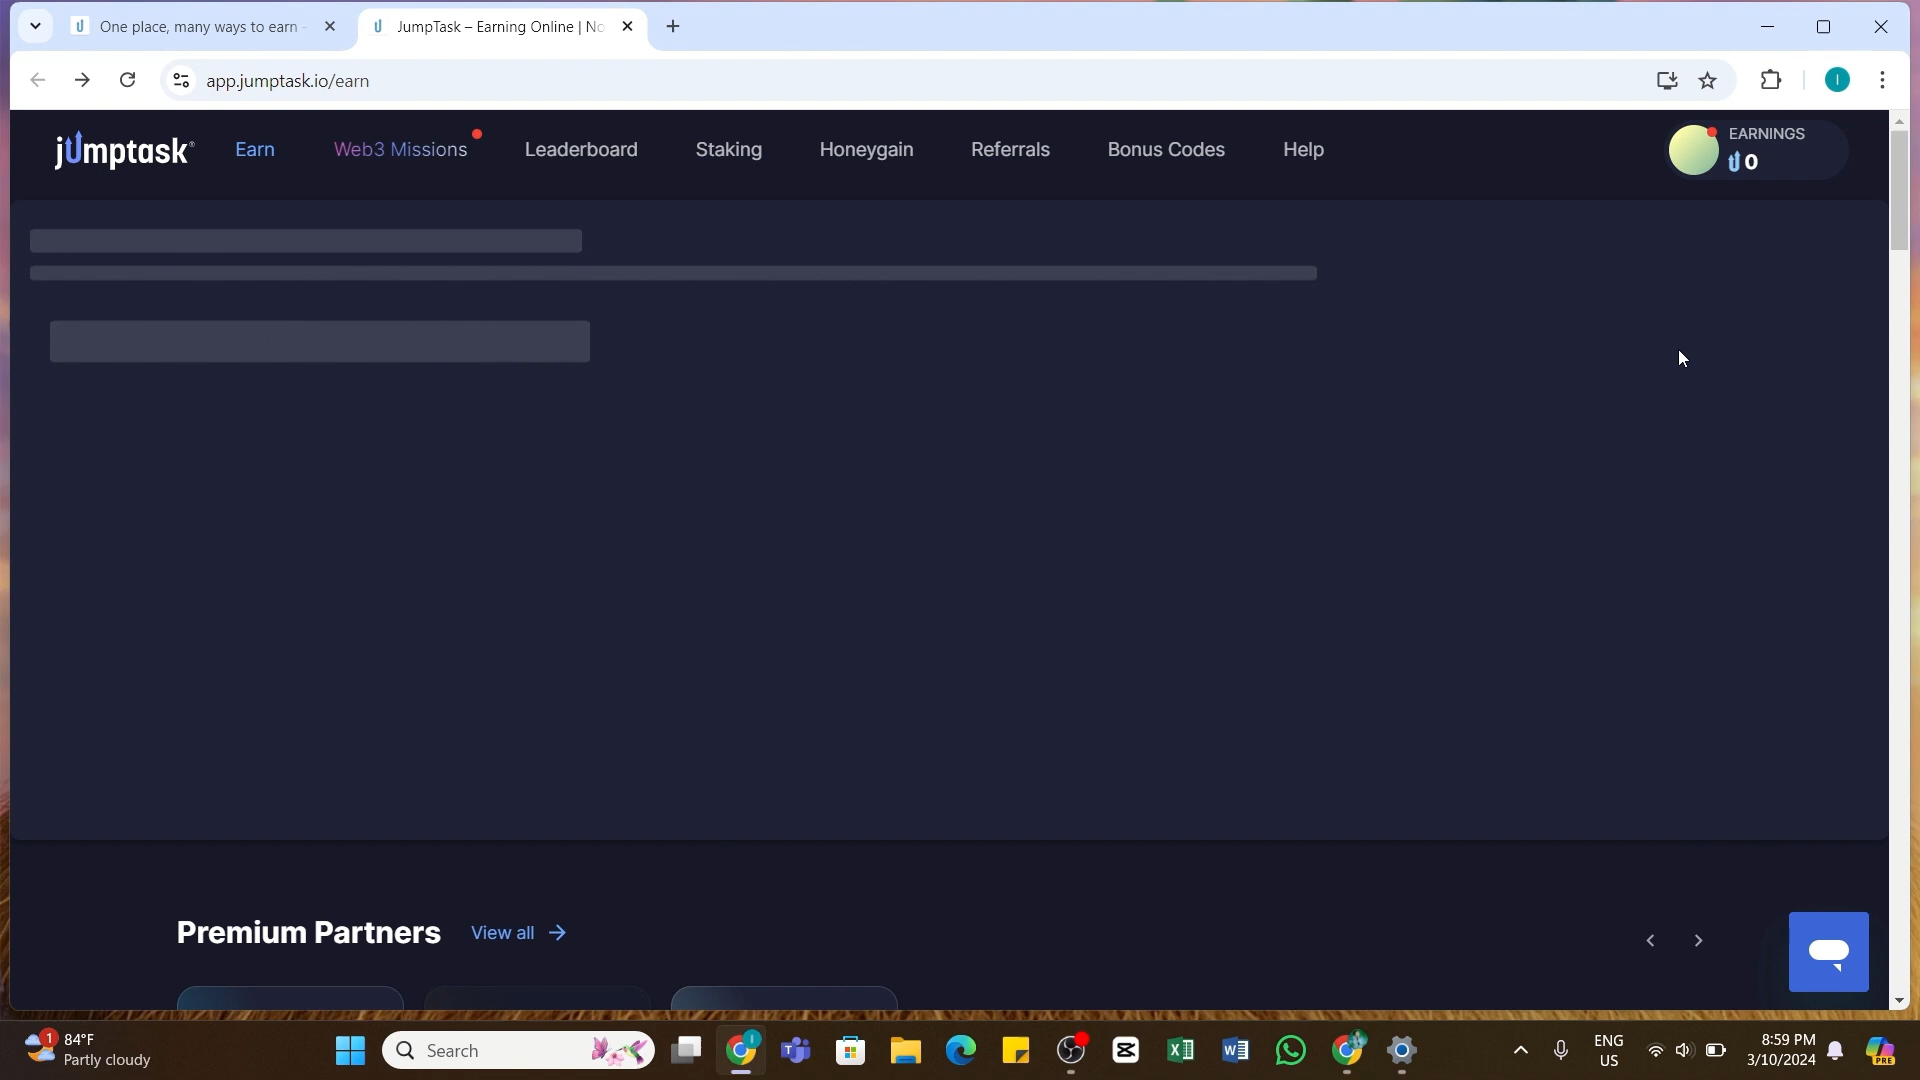 One place, many ways to earn -
JumpTask – Earning Online | No
app.jumptask.io/earn
I
jumptask®
Earn
Web3 Missions
Leaderboard
Staking
Honeygain
Referrals
Bonus Codes
Help
EARNINGS
0
Premium Partners
View all
1
84°F
Partly cloudy
Search
ENG
US
8:59 PM
3/10/2024
PRE